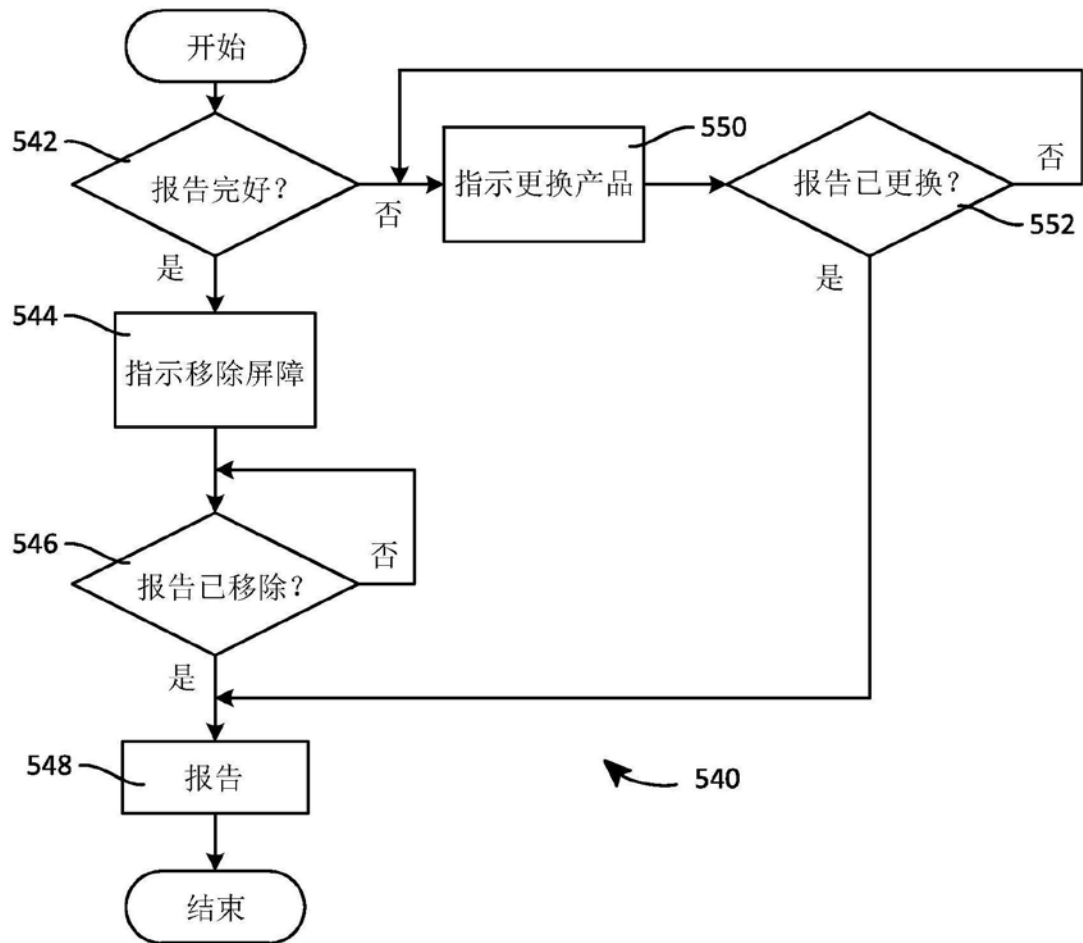 开始
542
报告完好？
否
550
指示更换产品
报告已更换？
否
552
是
是
544
指示移除屏障
546
报告已移除？
否
是
548
报告
540
结束